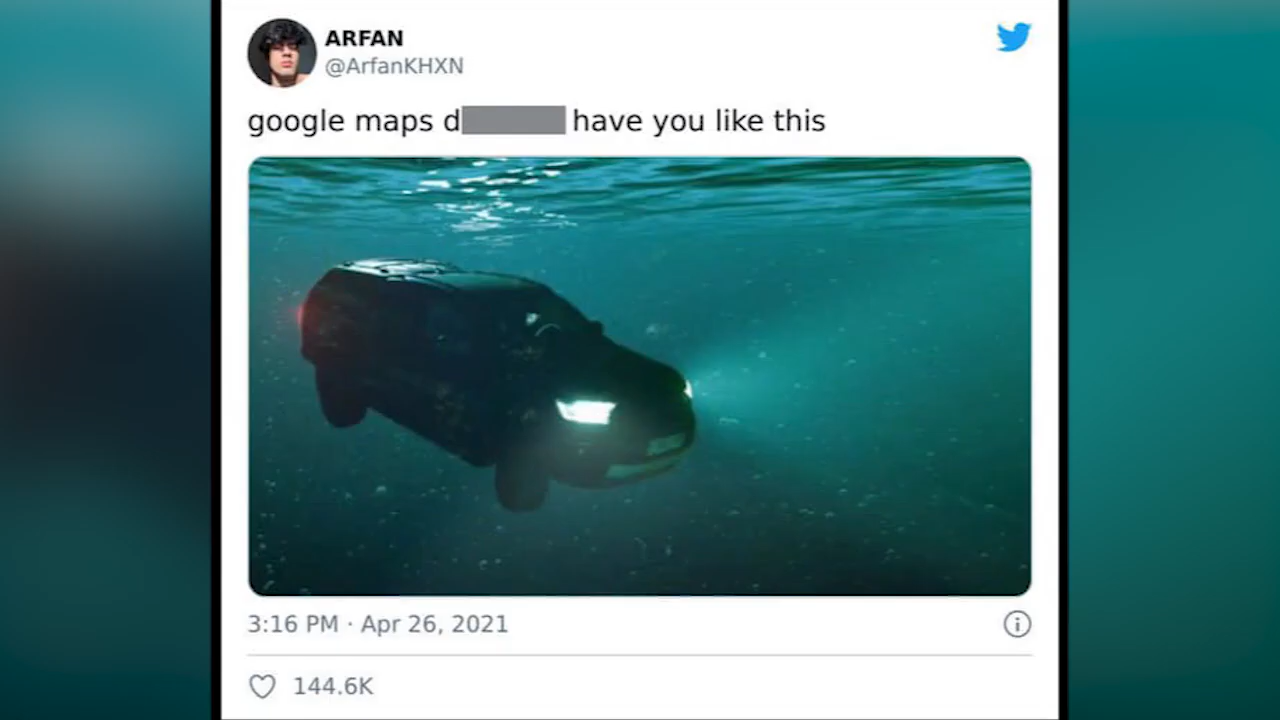 ARFAN
@ArfanKHXN
google maps d have you like this
3:16 PM · Apr 26, 2021
144.6K